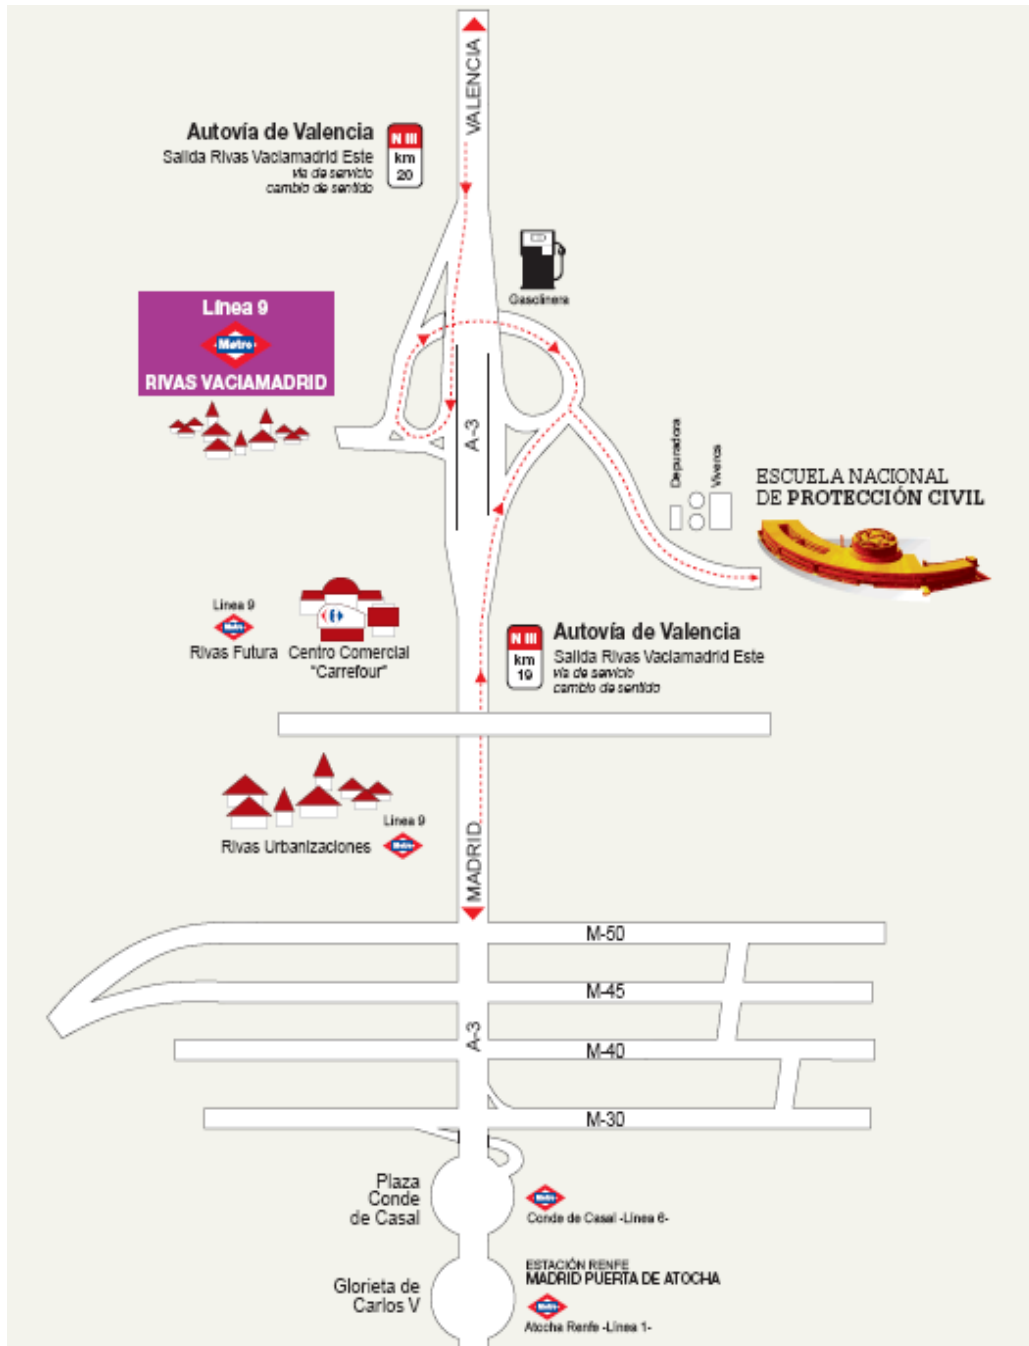 VALENCIA
Autovía de Valencia
Salida Rivas Vaciamadrid Este
vía de servicio
cambio de sentido
N III
km
20
Gasolinera
Línea 9
Metro
RIVAS VACIAMADRID
A-3
Depuradora
Viveros
ESCUELA NACIONAL
DE PROTECCIÓN CIVIL
Línea 9
Metro
Rivas Futura
Centro Comercial
"Carrefour"
N III
km
19
Autovía de Valencia
Salida Rivas Vaciamadrid Este
vía de servicio
cambio de sentido
Línea 9
Metro
Rivas Urbanizaciones
MADRID
M-50
M-45
A-3
M-40
M-30
Plaza
Conde
de Casal
Metro
Conde de Casal -Línea 6-
Glorieta de
Carlos V
ESTACIÓN RENFE
MADRID PUERTA DE ATOCHA
Metro
Atocha Renfe -Línea 1-